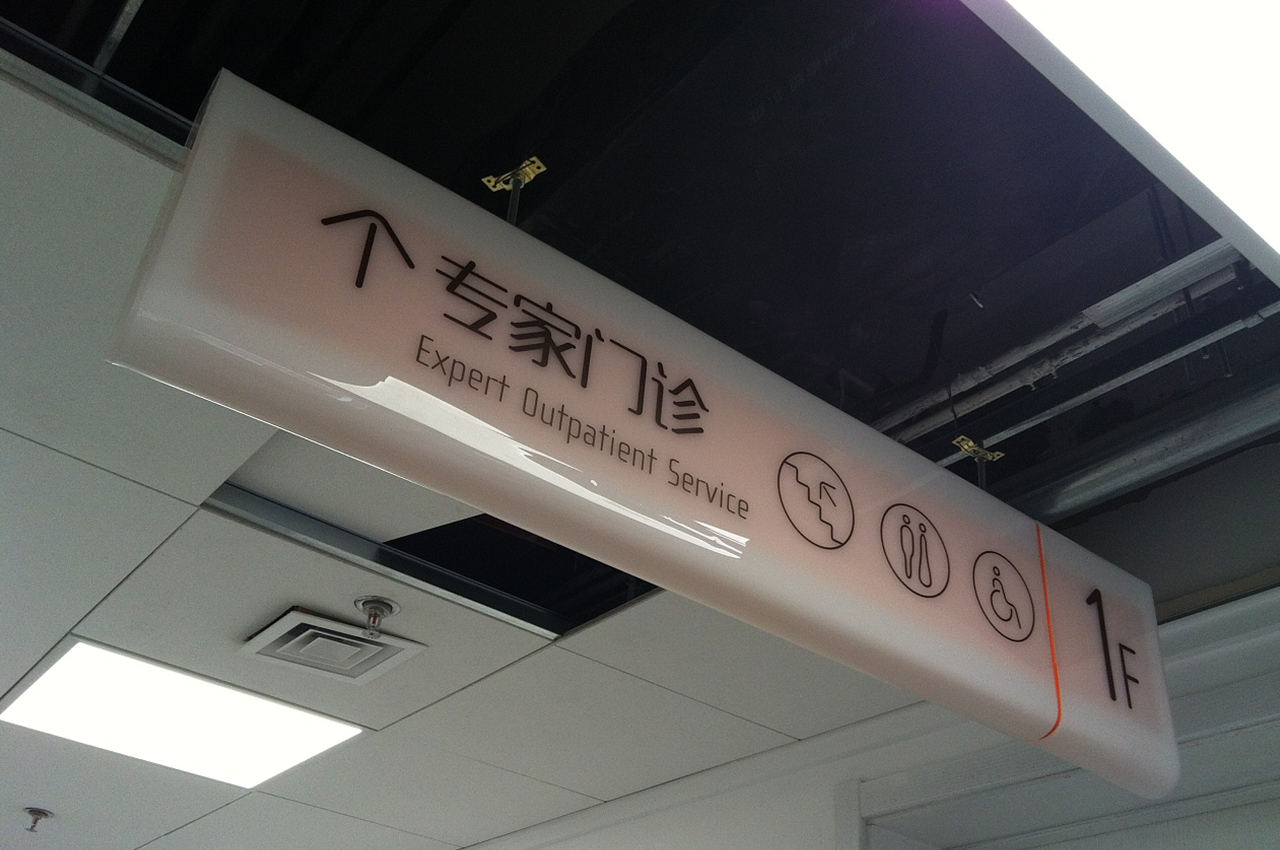 专家门诊
Expert Outpatient Service
1F